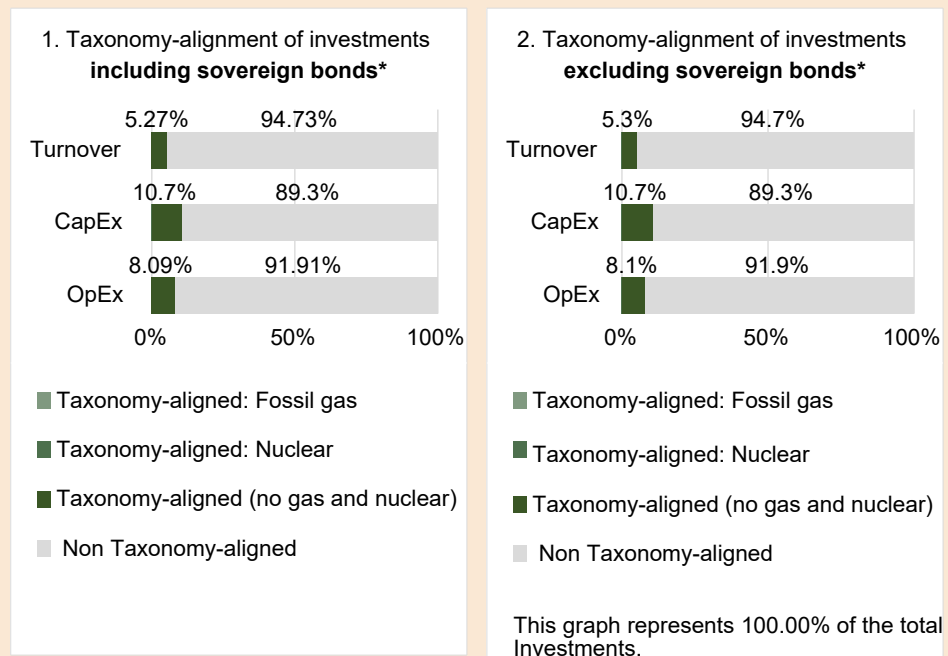 1. Taxonomy-alignment of investments
including sovereign bonds*
5.27% 94.73%
Turnover
10.7% 89.3%
CapEx
8.09% 91.91%
OpEx
0% 50% 100%
Taxonomy-aligned: Fossil gas
Taxonomy-aligned: Nuclear
Taxonomy-aligned (no gas and nuclear)
Non Taxonomy-aligned
2. Taxonomy-alignment of investments
excluding sovereign bonds*
5.3% 94.7%
Turnover
10.7% 89.3%
CapEx
8.1% 91.9%
OpEx
0% 50% 100%
Taxonomy-aligned: Fossil gas
Taxonomy-aligned: Nuclear
Taxonomy-aligned (no gas and nuclear)
Non Taxonomy-aligned
This graph represents 100.00% of the total
Investments.